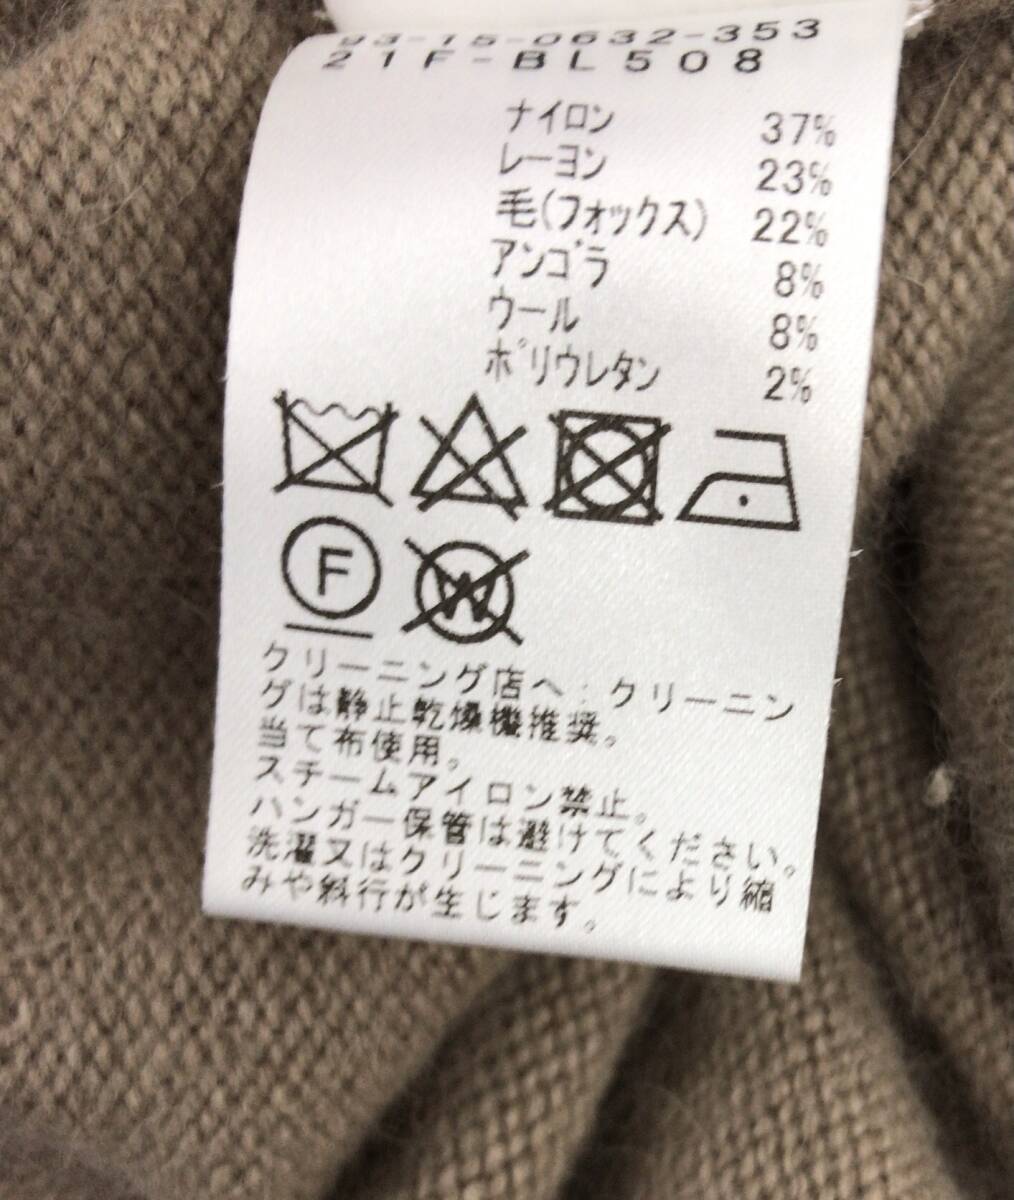 93-15-0632-353
21F-BL508
ナイロン 37%
レーヨン 23%
毛(フォックス) 22%
アンゴラ 8%
ウール 8%
ポリウレタン 2%
F W
クリーニング店へ:クリーニン
グは静止乾燥機推奨。
当て布使用。
スチームアイロン禁止。
ハンガー保管は避けてください。
洗濯又はクリーニングにより縮
みや斜行が生じます。